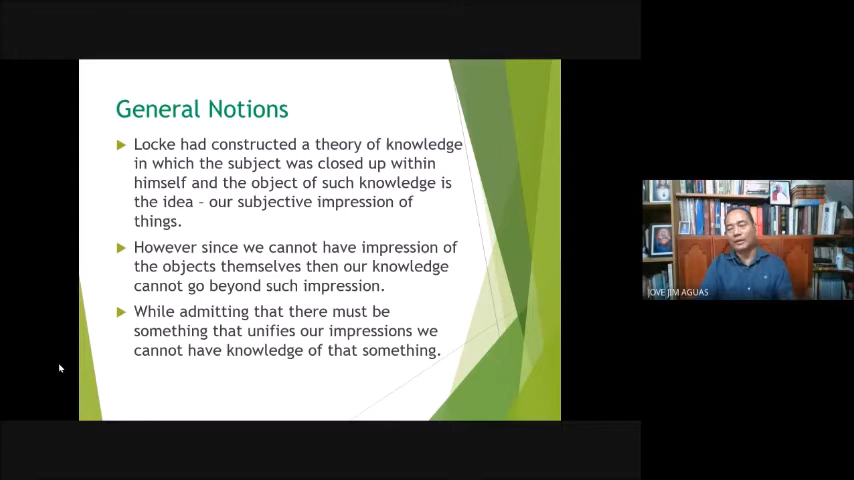 General Notions
Locke had constructed a theory of knowledge
in which the subject was closed up within
himself and the object of such knowledge is
the idea – our subjective impression of
things.
However since we cannot have impression of
the objects themselves then our knowledge
cannot go beyond such impression.
While admitting that there must be
something that unifies our impressions we
cannot have knowledge of that something.
JOVE JIM AGUAS